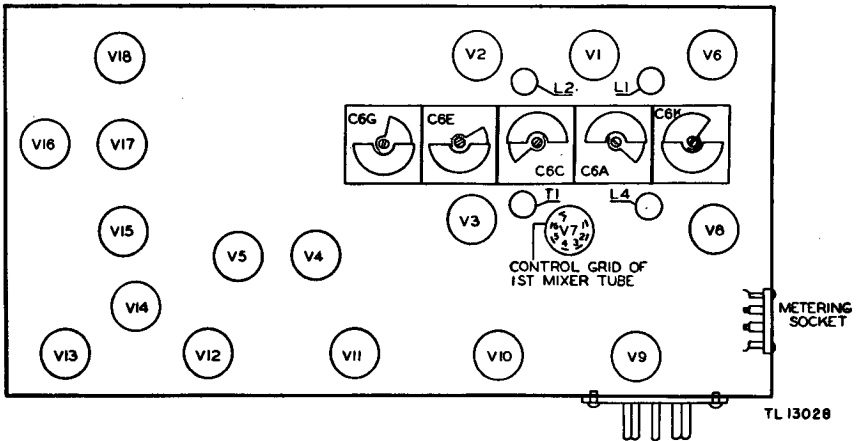 V18
V2
V1
V6
L2
L1
C6G
C6E
C6C
C6A
V16
V17
T1
L4
V3
V7
V8
V15
V5
V4
CONTROL GRID OF
1ST MIXER TUBE
V14
METERING
SOCKET
V13
V12
V11
V10
V9
TL 13028